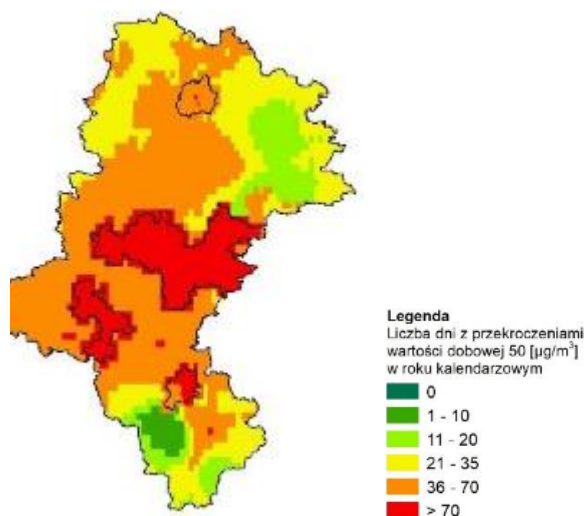 Legenda
Liczba dni z przekroczeniami
wartości dobowej 50 [µg/m³]
w roku kalendarzowym
0
1 - 10
11 - 20
21 - 35
36 - 70
> 70